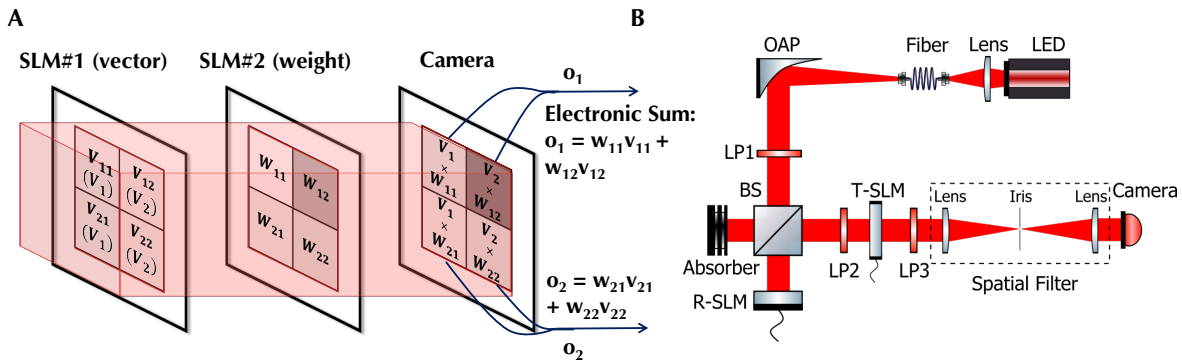 A
SLM#1 (vector)
SLM#2 (weight)
Camera
V₁₁
(V₁)
V₁₂
(V₂)
V₂₁
(V₁)
V₂₂
(V₂)
W₁₁
W₁₂
W₂₁
W₂₂
V₁
×
W₁₁
V₂
×
W₁₂
V₁
×
W₂₁
V₂
×
W₂₂
o₁
Electronic Sum:
o₁ = w₁₁v₁₁ +
w₁₂v₁₂
o₂ = w₂₁v₂₁
+ w₂₂v₂₂
o₂
B
OAP
Fiber
Lens
LED
LP1
BS
T-SLM
Lens
Iris
Lens
Camera
Absorber
LP2
LP3
Spatial Filter
R-SLM